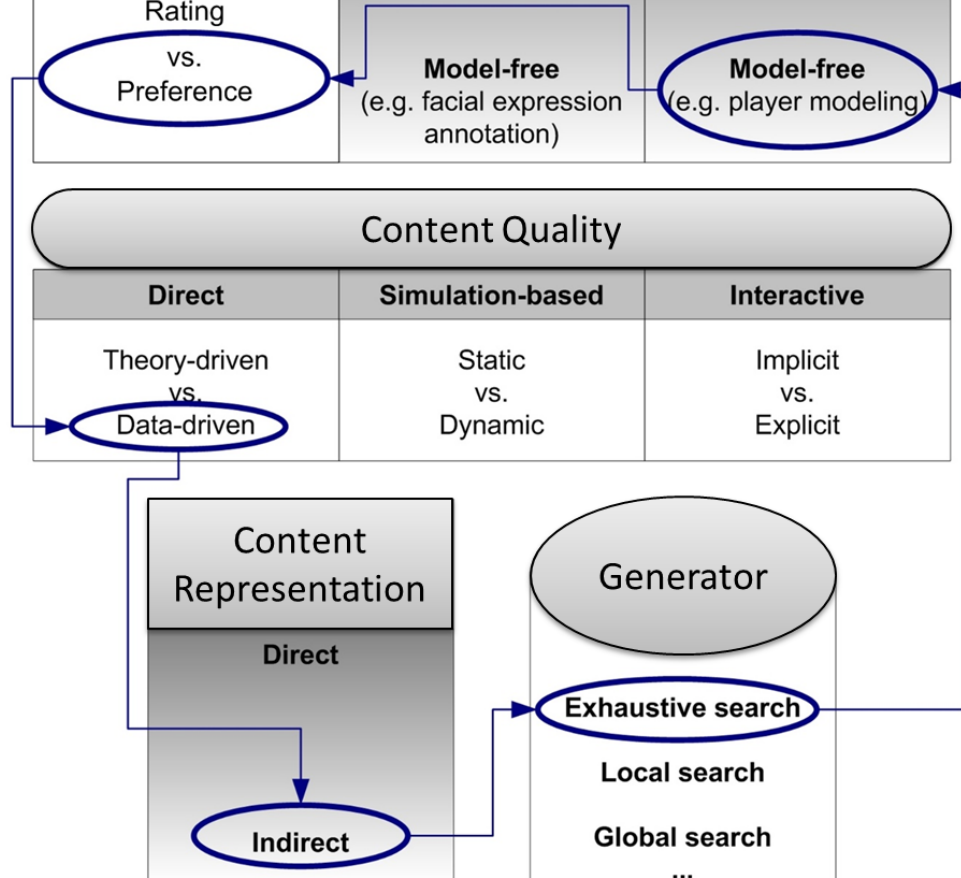 Rating
vs.
Preference
Model-free
(e.g. facial expression
annotation)
Model-free
(e.g. player modeling)
Content Quality
Direct
Simulation-based
Interactive
Theory-driven
vs.
Data-driven
Static
vs.
Dynamic
Implicit
vs.
Explicit
Content
Representation
Direct
Indirect
Generator
Exhaustive search
Local search
Global search
...